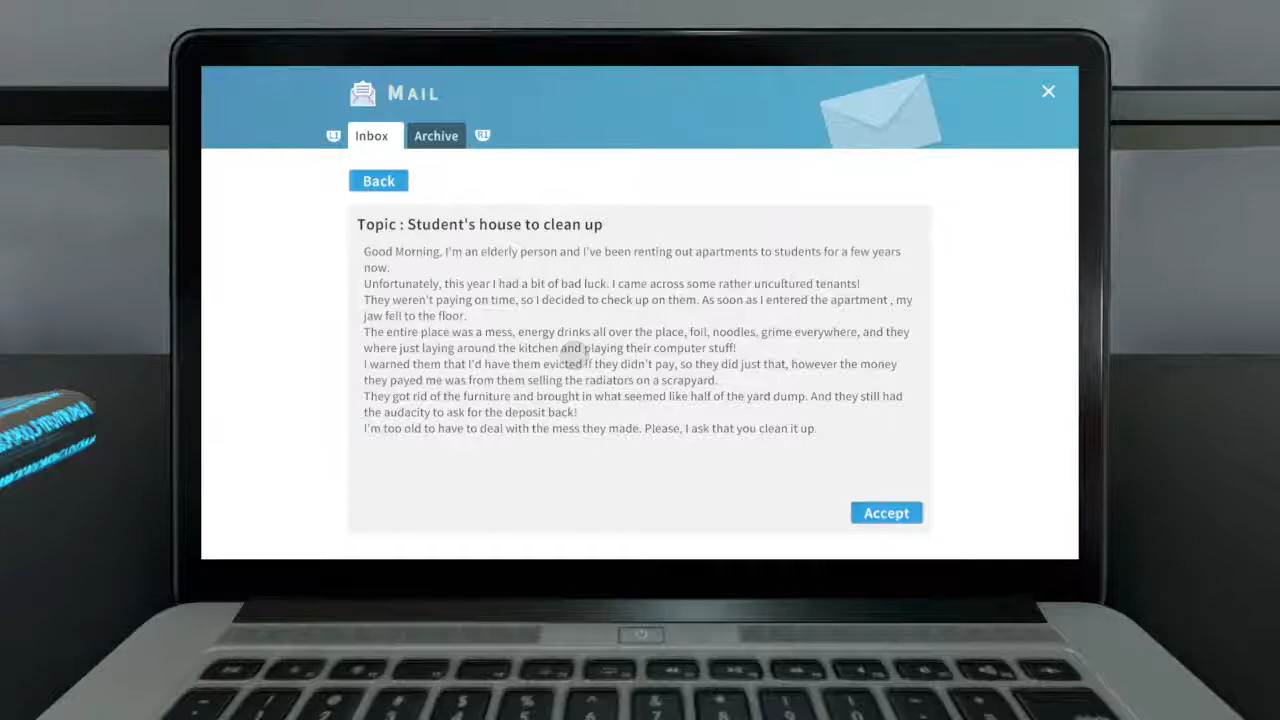 MAIL
L1 Inbox Archive R1
Back
Topic : Student's house to clean up
Good Morning, I'm an elderly person and I've been renting out apartments to students for a few years
now.
Unfortunately, this year I had a bit of bad luck. I came across some rather uncultured tenants!
They weren't paying on time, so I decided to check up on them. As soon as I entered the apartment , my
jaw fell to the floor.
The entire place was a mess, energy drinks all over the place, foil, noodles, grime everywhere, and they
where just laying around the kitchen and playing their computer stuff!
I warned them that I'd have them evicted if they didn't pay, so they did just that, however the money
they payed me was from them selling the radiators on a scrapyard.
They got rid of the furniture and brought in what seemed like half of the yard dump. And they still had
the audacity to ask for the deposit back!
I'm too old to have to deal with the mess they made. Please, I ask that you clean it up.
Accept